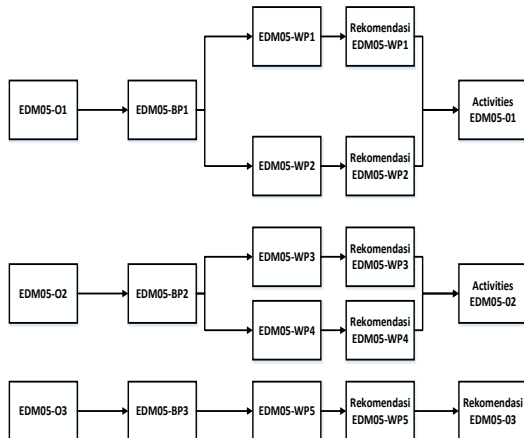 EDM05-WP1
Rekomendasi
EDM05-WP1
EDM05-O1
EDM05-BP1
Activities
EDM05-01
EDM05-WP2
Rekomendasi
EDM05-WP2
EDM05-WP3
Rekomendasi
EDM05-WP3
EDM05-O2
EDM05-BP2
Activities
EDM05-02
EDM05-WP4
Rekomendasi
EDM05-WP4
EDM05-O3
EDM05-BP3
EDM05-WP5
Rekomendasi
EDM05-WP5
Rekomendasi
EDM05-03